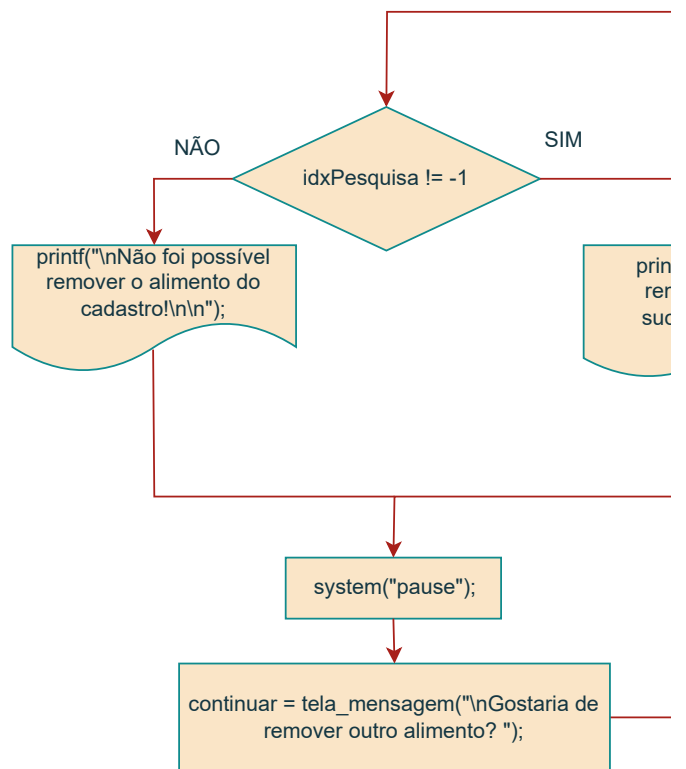 NÃO
SIM
idxPesquisa != -1
printf("\nNão foi possível
remover o alimento do
cadastro!\n\n");
system("pause");
continuar = tela_mensagem("\nGostaria de
remover outro alimento? ");